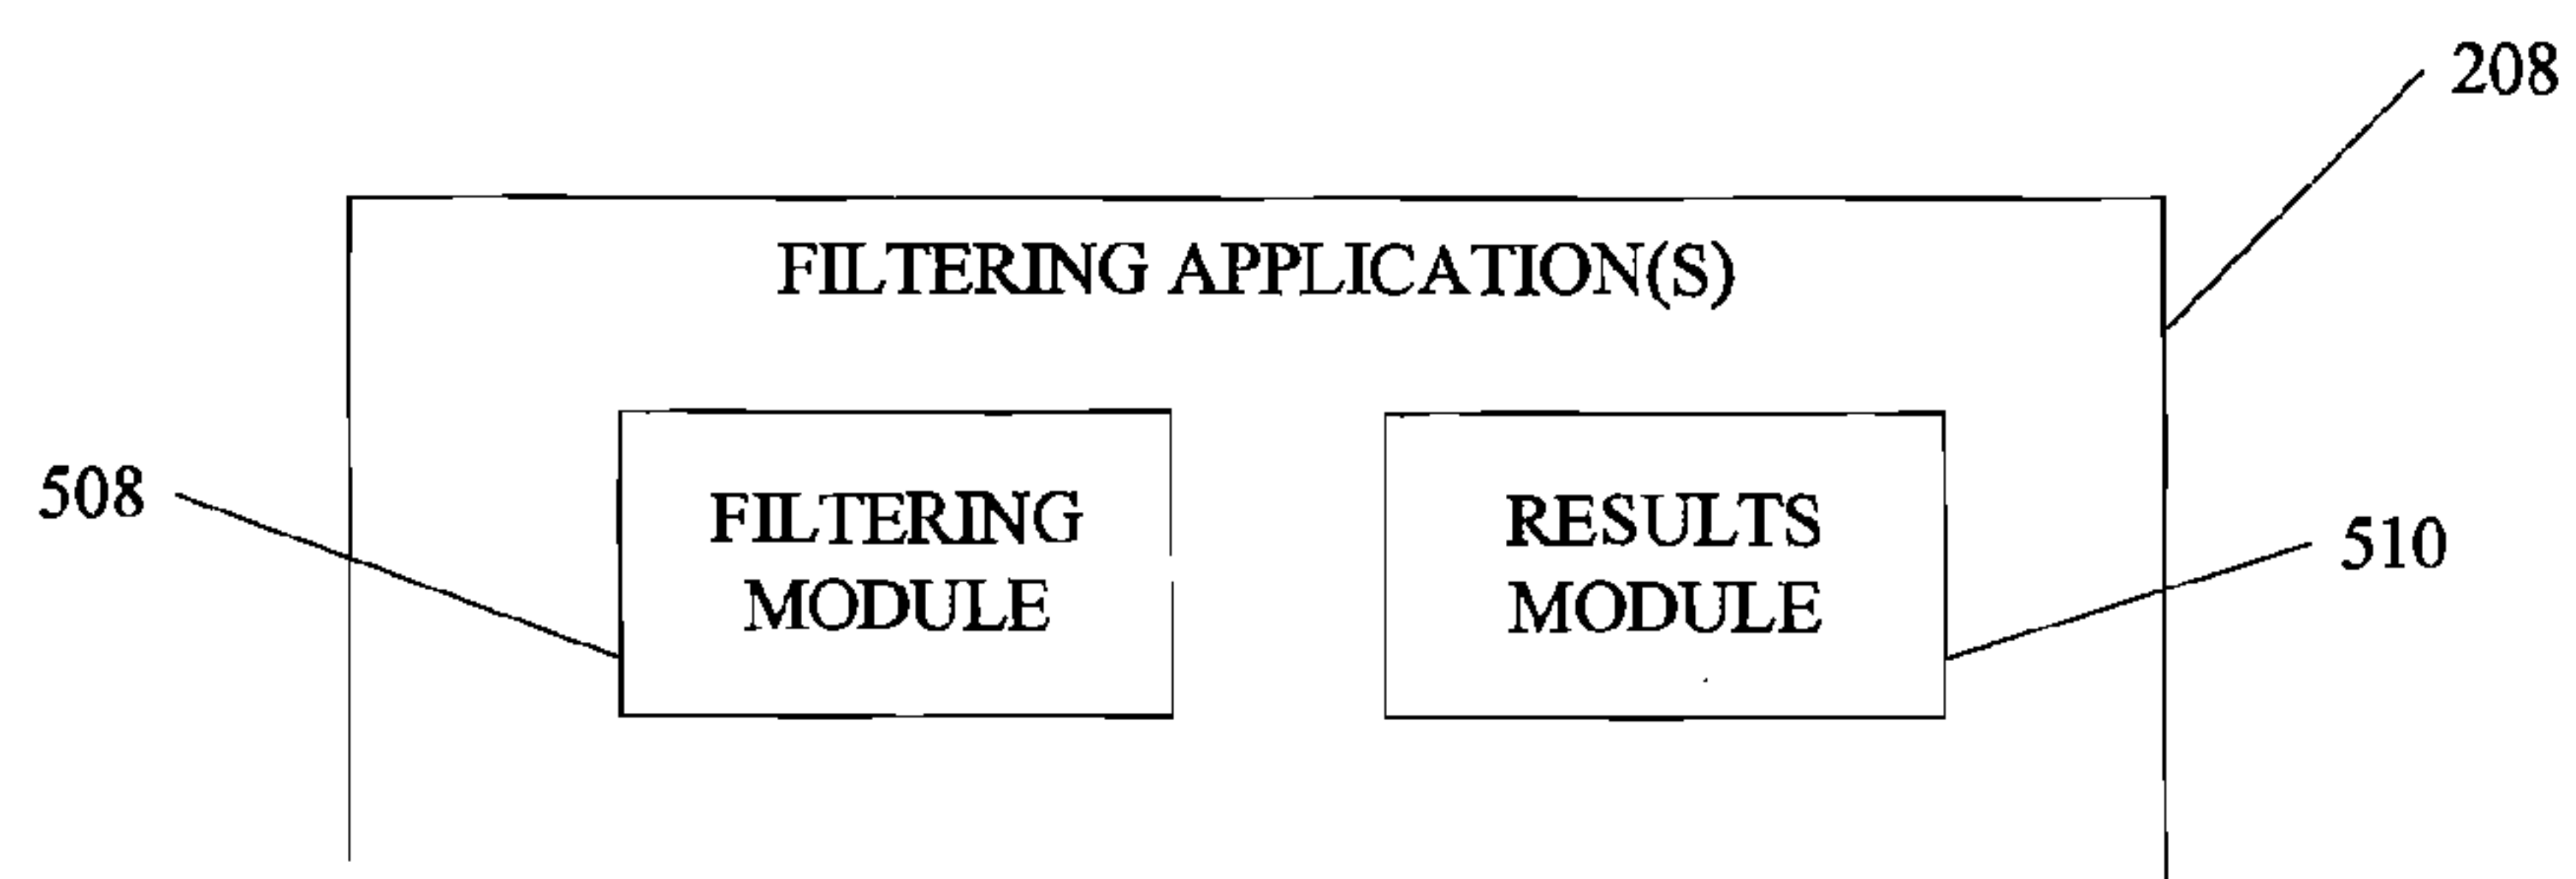 208
FILTERING APPLICATION(S)
508
FILTERING
MODULE
RESULTS
MODULE
510